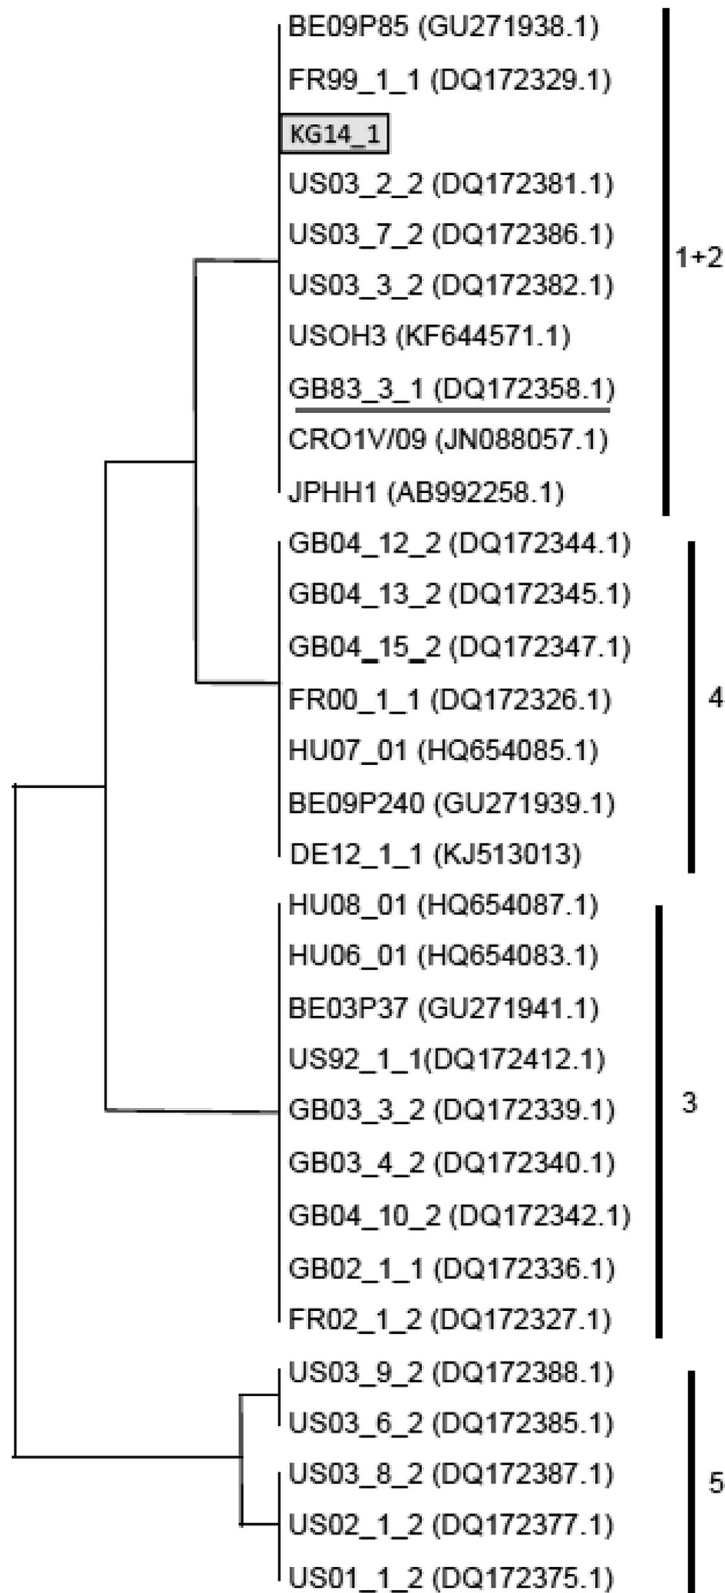 BE09P85 (GU271938.1)
FR99_1_1 (DQ172329.1)
KG14_1
US03_2_2 (DQ172381.1)
US03_7_2 (DQ172386.1)
1+2
US03_3_2 (DQ172382.1)
USOH3 (KF644571.1)
GB83_3_1 (DQ172358.1)
CRO1V/09 (JN088057.1)
JPHH1 (AB992258.1)
GB04_12_2 (DQ172344.1)
GB04_13_2 (DQ172345.1)
GB04_15_2 (DQ172347.1)
FR00_1_1 (DQ172326.1)
4
HU07_01 (HQ654085.1)
BE09P240 (GU271939.1)
DE12_1_1 (KJ513013)
HU08_01 (HQ654087.1)
HU06_01 (HQ654083.1)
BE03P37 (GU271941.1)
US92_1_1(DQ172412.1)
GB03_3_2 (DQ172339.1)
3
GB03_4_2 (DQ172340.1)
GB04_10_2 (DQ172342.1)
GB02_1_1 (DQ172336.1)
FR02_1_2 (DQ172327.1)
US03_9_2 (DQ172388.1)
US03_6_2 (DQ172385.1)
US03_8_2 (DQ172387.1)
5
US02_1_2 (DQ172377.1)
US01_1_2 (DQ172375.1)